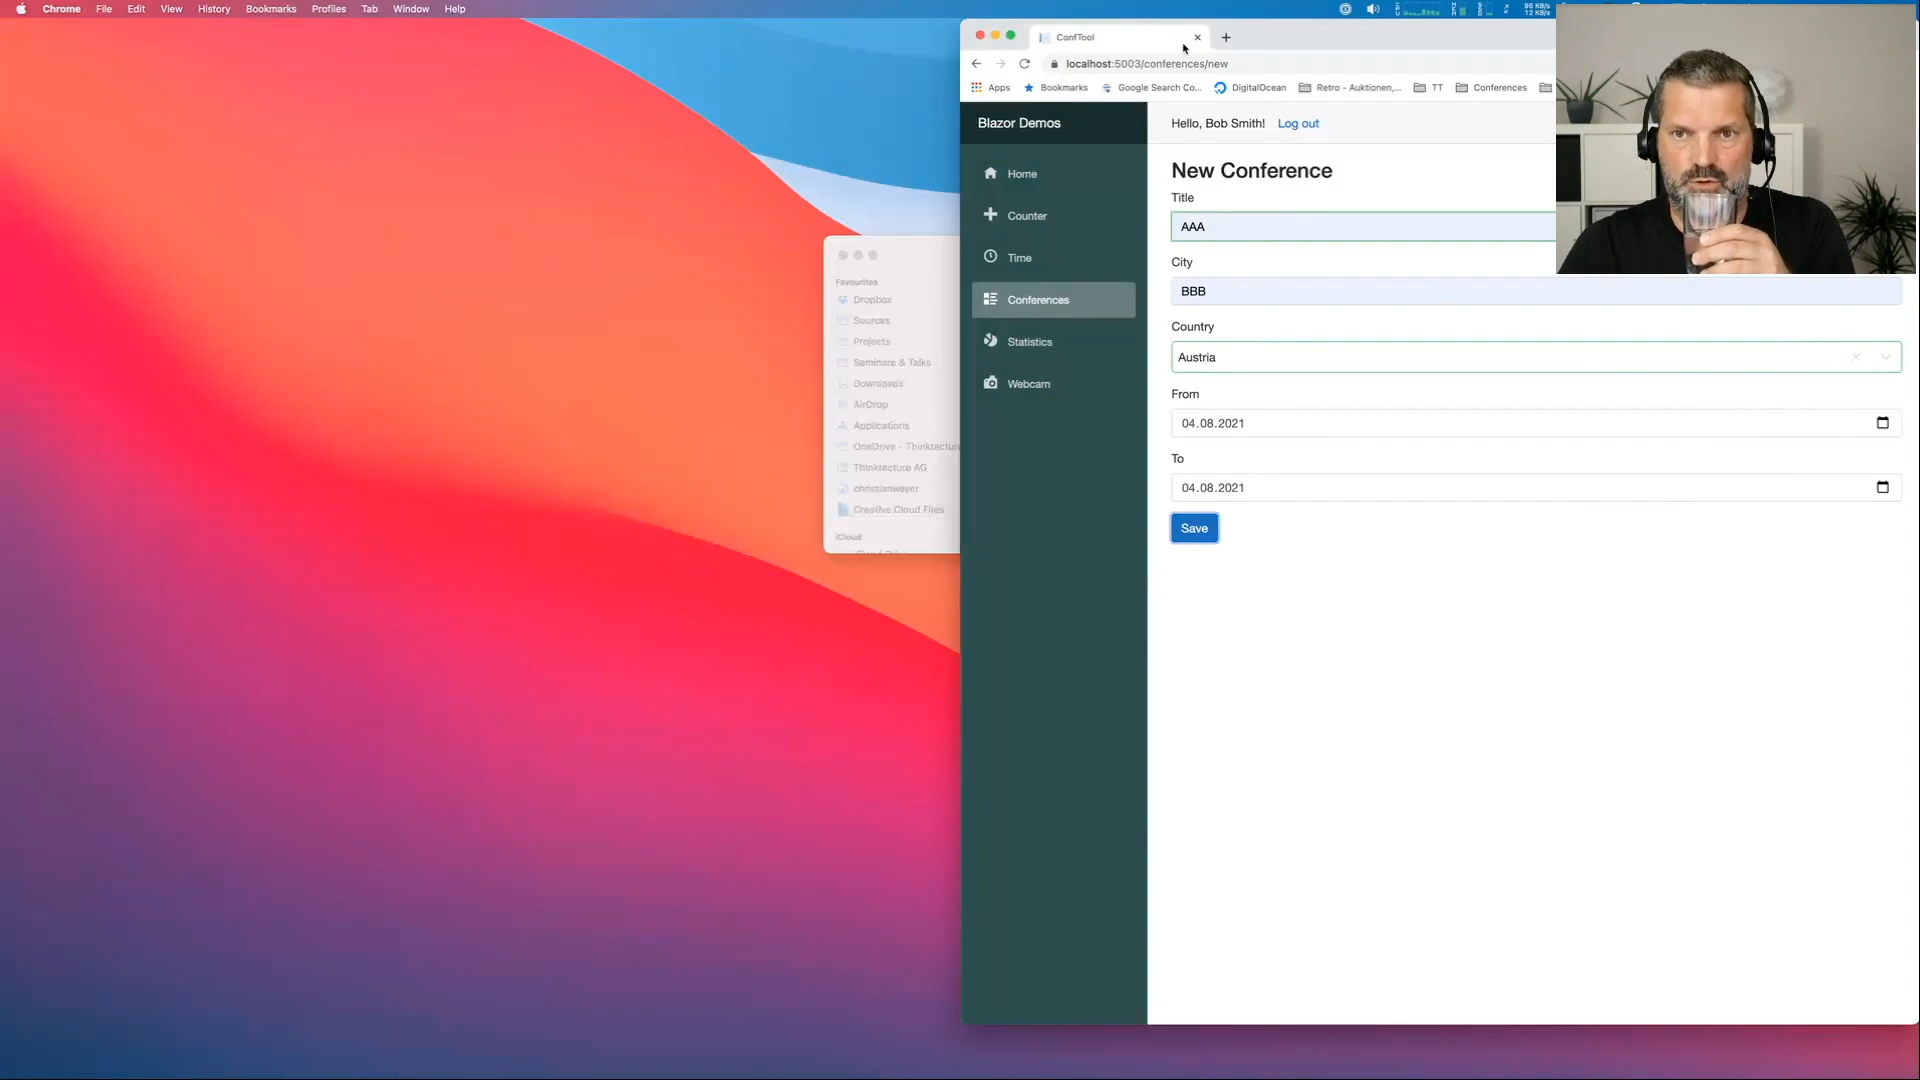 Chrome File Edit View History Bookmarks Profiles Tab Window Help
ConfTool
localhost:5003/conferences/new
Apps Bookmarks Google Search Co... DigitalOcean Retro - Auktionen,... TT Conferences
Blazor Demos
Hello, Bob Smith! Log out
Home
Counter
Time
Conferences
Statistics
Webcam
New Conference
Title
AAA
City
BBB
Country
Austria
From
04.08.2021
To
04.08.2021
Save
Favourites
Dropbox
Sources
Projects
Seminars & Talks
Downloads
AirDrop
Applications
OneDrive - Thinktecture
Thinktecture AG
christianweyer
Creative Cloud Files
iCloud